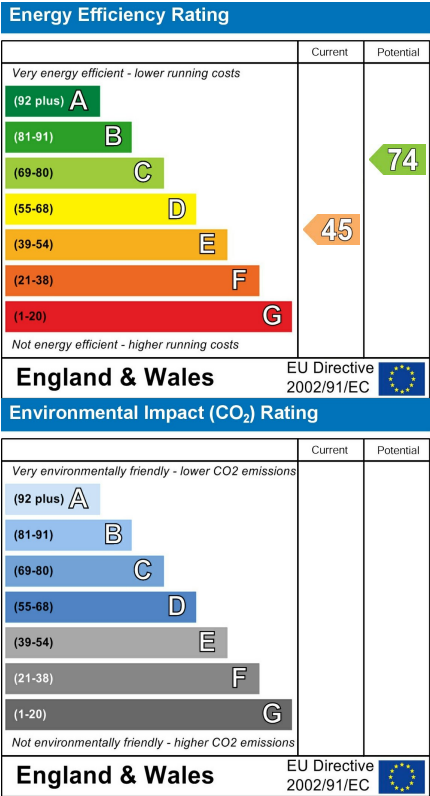 Energy Efficiency Rating
Current Potential
Very energy efficient - lower running costs
(92 plus) A
(81-91) B
(69-80) C
74
(55-68) D
(39-54) E
45
(21-38) F
(1-20) G
Not energy efficient - higher running costs
England & Wales
EU Directive
2002/91/EC
Environmental Impact (CO₂) Rating
Current Potential
Very environmentally friendly - lower CO2 emissions
(92 plus) A
(81-91) B
(69-80) C
(55-68) D
(39-54) E
(21-38) F
(1-20) G
Not environmentally friendly - higher CO2 emissions
England & Wales
EU Directive
2002/91/EC